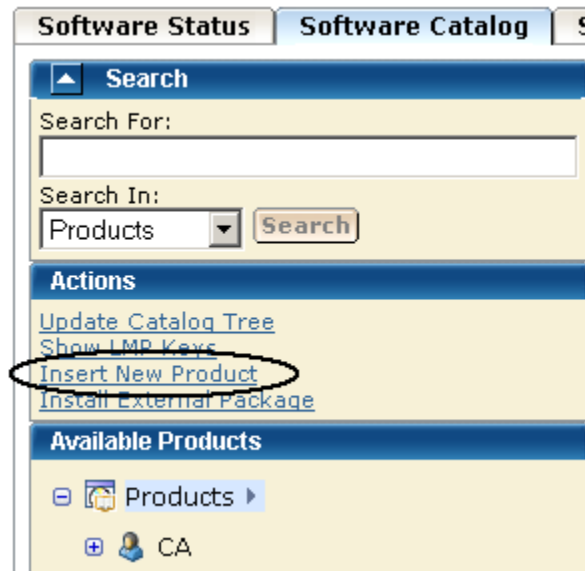 Software Status Software Catalog S
Search
Search For:
Search In:
Products Search
Actions
Update Catalog Tree
Show LMP Keys
Insert New Product
Install External Package
Available Products
Products
CA